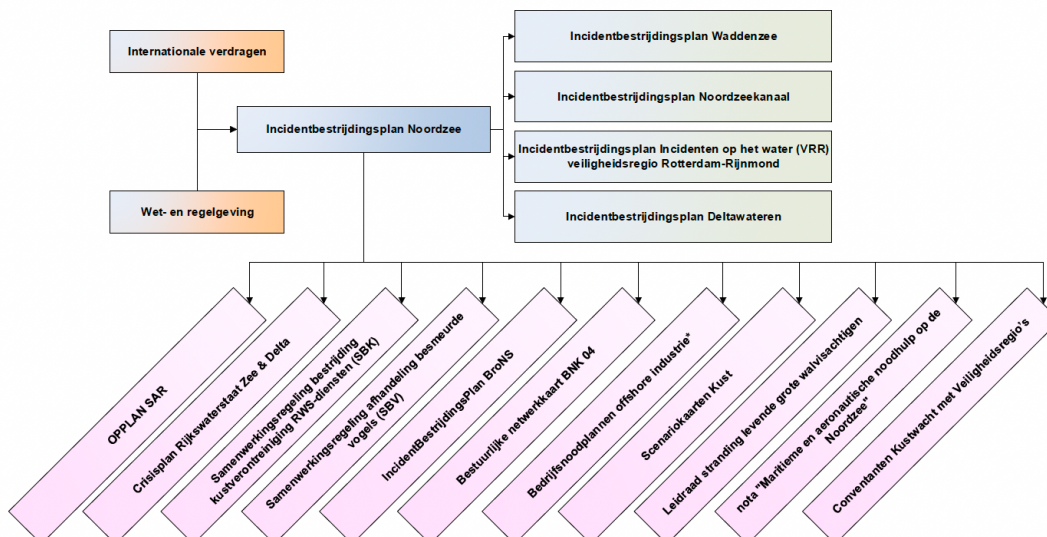 Internationale verdragen
Incidentbestrijdingsplan Waddenzee
Incidentbestrijdingsplan Noordzeekanaal
Incidentbestrijdingsplan Noordzee
Incidentbestrijdingsplan Incidenten op het water (VRR)
veiligheidsregio Rotterdam-Rijnmond
Wet- en regelgeving
Incidentbestrijdingsplan Deltawateren
OPPLAN SAR
Crisisplan Rijkswaterstaat Zee & Delta
Samenwerkingsregeling bestrijding
kustverontreiniging RWS-diensten (SBK)
Samenwerkingsregeling afhandeling besmeurde
vogels (SBV)
IncidentBestrijdingsPlan BroNS
Bestuurlijke netwerkkaart BNK 04
Bedrijfsnoodplannen offshore industrie*
Scenariokaarten Kust
Leidraad stranding levende grote walvisachtigen
nota "Maritieme en aeronautische noodhulp op de
Noordzee"
Conventanten Kustwacht met Veiligheidsregio's